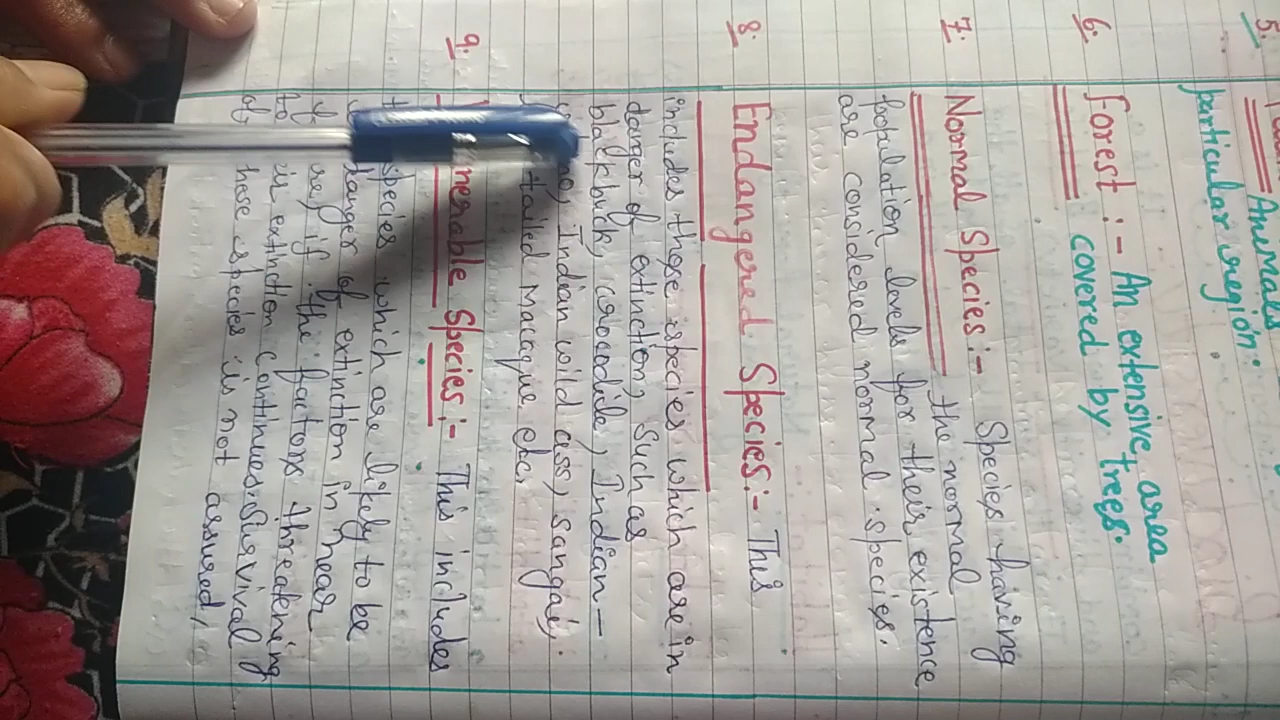 5. Animals
particular region.
6. Forest :- An extensive area
covered by trees.
7. Normal Species :- Species having
the normal
population levels for their existence
are considered normal species.
8. Endangered Species :- This
includes those species which are in
danger of extinction, Such as
blackbuck, crocodile, Indian-
Indian wild ass, sangai,
tailed Macaque etc.
9. Species :- This includes
species which are likely to be
danger of extinction in near
if the factors threatening
is extinction continues. Survival
of these species is not assured,